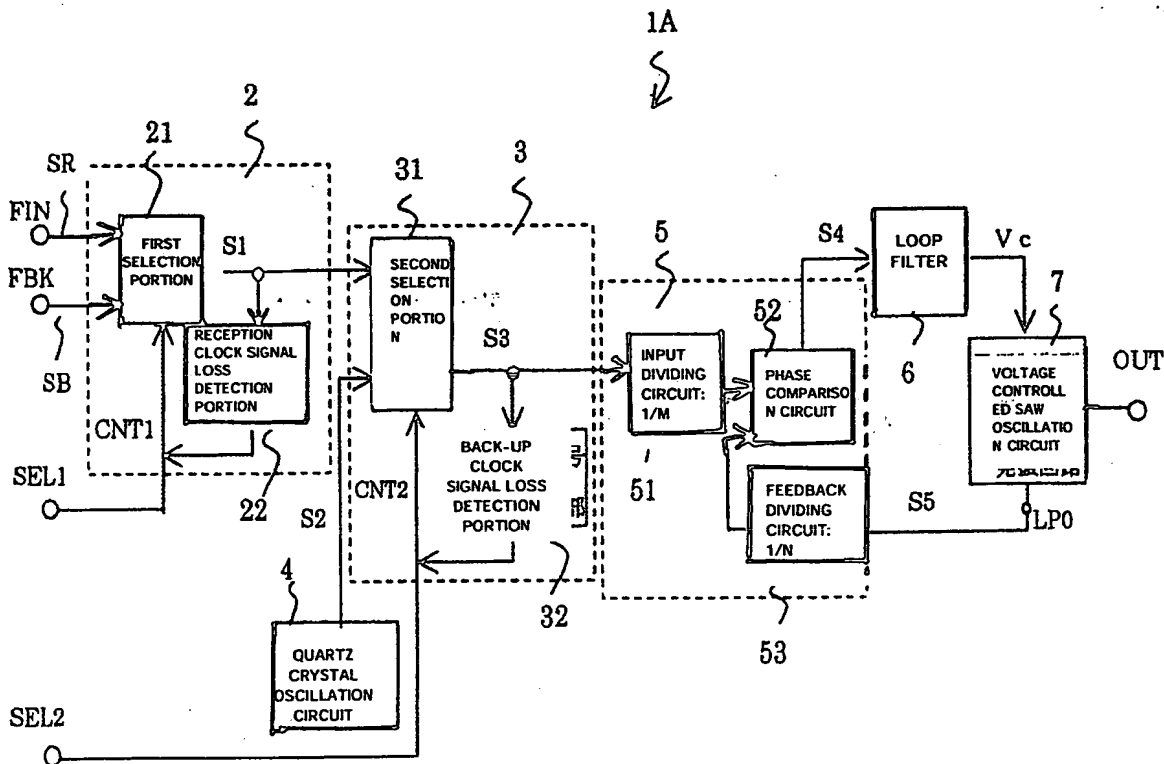 1A
2
21
SR
FIN
FIRST
SELECTION
PORTION
S1
FBK
SB
RECEPTION
CLOCK SIGNAL
LOSS
DETECTION
PORTION
CNT1
SEL1
22
3
31
SECOND
SELECTI
ON
PORTIO
N
S3
BACK-UP
CLOCK
SIGNAL LOSS
DETECTION
PORTION
CNT2
S2
32
4
QUARTZ
CRYSTAL
OSCILLATION
CIRCUIT
SEL2
5
52
INPUT
DIVIDING
CIRCUIT:
1/M
51
PHASE
COMPARISO
N CIRCUIT
FEEDBACK
DIVIDING
CIRCUIT:
1/N
53
S4
LOOP
FILTER
6
Vc
7
VOLTAGE
CONTROLL
ED SAW
OSCILLATIO
N CIRCUIT
OUT
S5
LPO